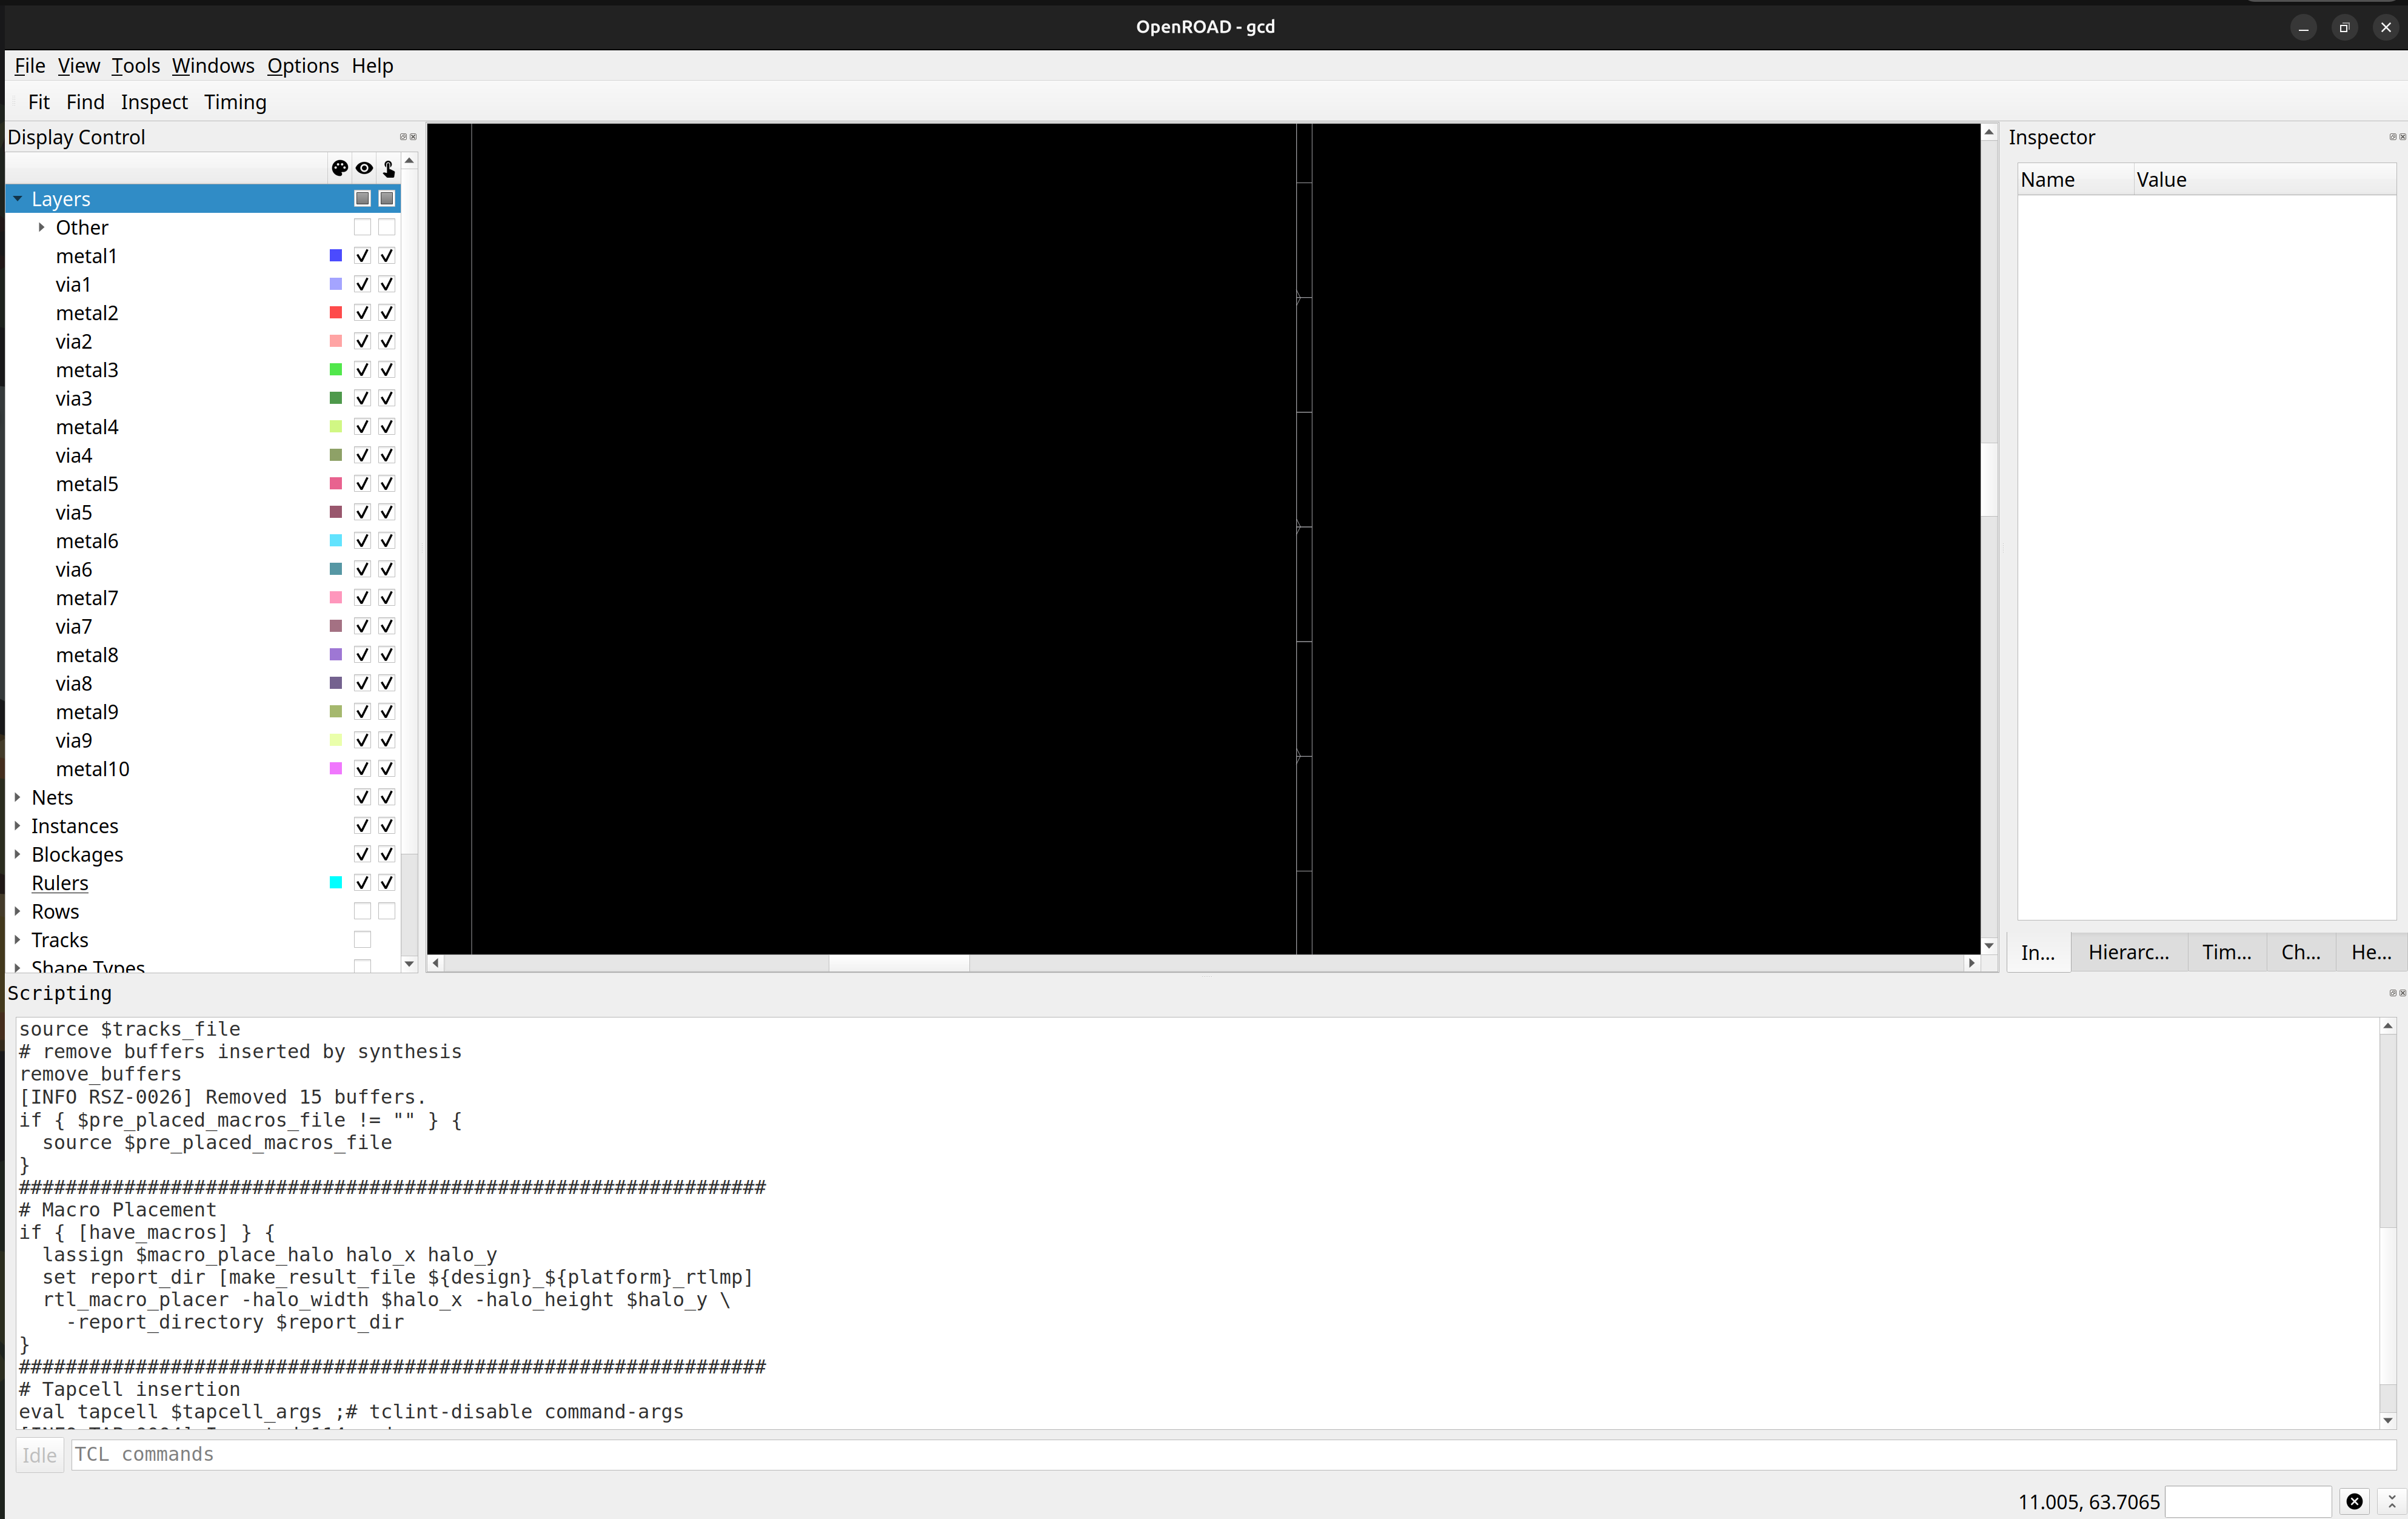 OpenROAD - gcd
File View Tools Windows Options Help
Fit Find Inspect Timing
Display Control
Layers
Other
metal1
via1
metal2
via2
metal3
via3
metal4
via4
metal5
via5
metal6
via6
metal7
via7
metal8
via8
metal9
via9
metal10
Nets
Instances
Blockages
Rulers
Rows
Tracks
Shape Types
Inspector
Name Value
In... Hierarc... Tim... Ch... He...
Scripting
source $tracks_file
# remove buffers inserted by synthesis
remove_buffers
[INFO RSZ-0026] Removed 15 buffers.
if { $pre_placed_macros_file != "" } {
  source $pre_placed_macros_file
}
################################################################
# Macro Placement
if { [have_macros] } {
  lassign $macro_place_halo halo_x halo_y
  set report_dir [make_result_file ${design}_${platform}_rtlmp]
  rtl_macro_placer -halo_width $halo_x -halo_height $halo_y \
    -report_directory $report_dir
}
################################################################
# Tapcell insertion
eval tapcell $tapcell_args ;# tclint-disable command-args
Idle TCL commands
11.005, 63.7065